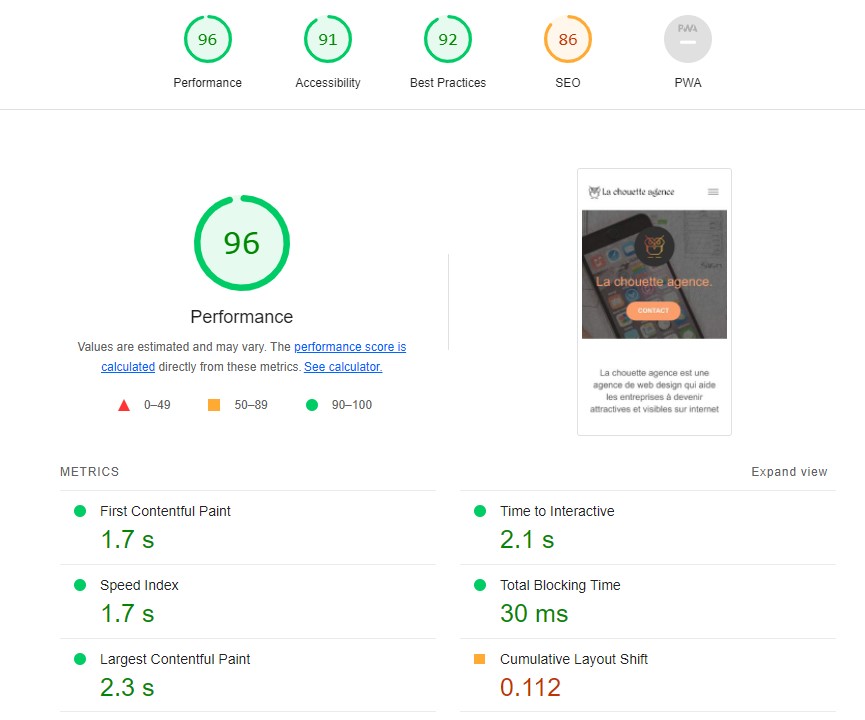 96
91
92
86
PWA
Performance
Accessibility
Best Practices
SEO
PWA
96
Performance
Values are estimated and may vary. The performance score is
calculated directly from these metrics. See calculator.
0–49
50–89
90–100
La chouette agence
La chouette agence.
CONTACT
La chouette agence est une
agence de web design qui aide
les entreprises à devenir
attractives et visibles sur internet
METRICS
Expand view
First Contentful Paint
1.7 s
Time to Interactive
2.1 s
Speed Index
1.7 s
Total Blocking Time
30 ms
Largest Contentful Paint
2.3 s
Cumulative Layout Shift
0.112